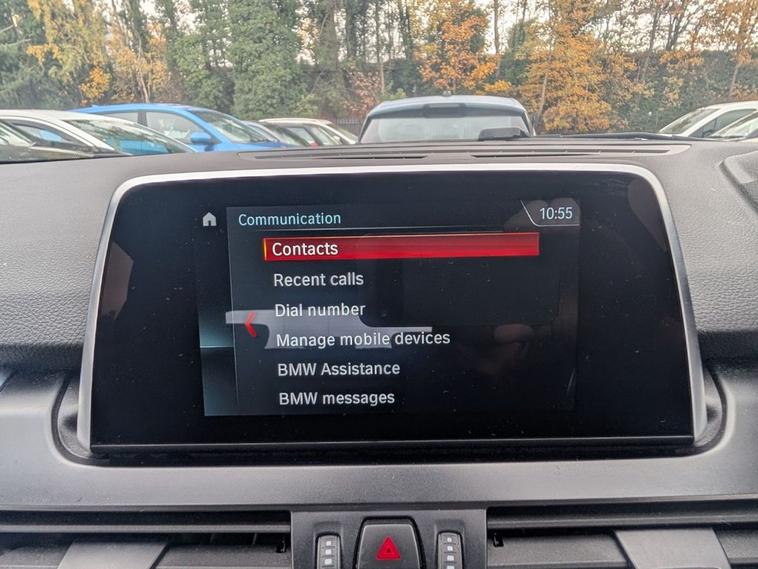 Communication 10:55
Contacts
Recent calls
Dial number
Manage mobile devices
BMW Assistance
BMW messages